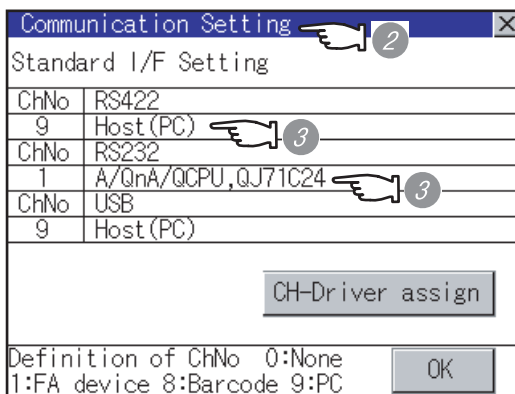 Communication Setting 2 ×
Standard I/F Setting
ChNo RS422
9 Host(PC) 3
ChNo RS232
1 A/QnA/QCPU,QJ71C24 3
ChNo USB
9 Host(PC)
CH-Driver assign
Definition of ChNo 0:None
1:FA device 8:Barcode 9:PC
OK